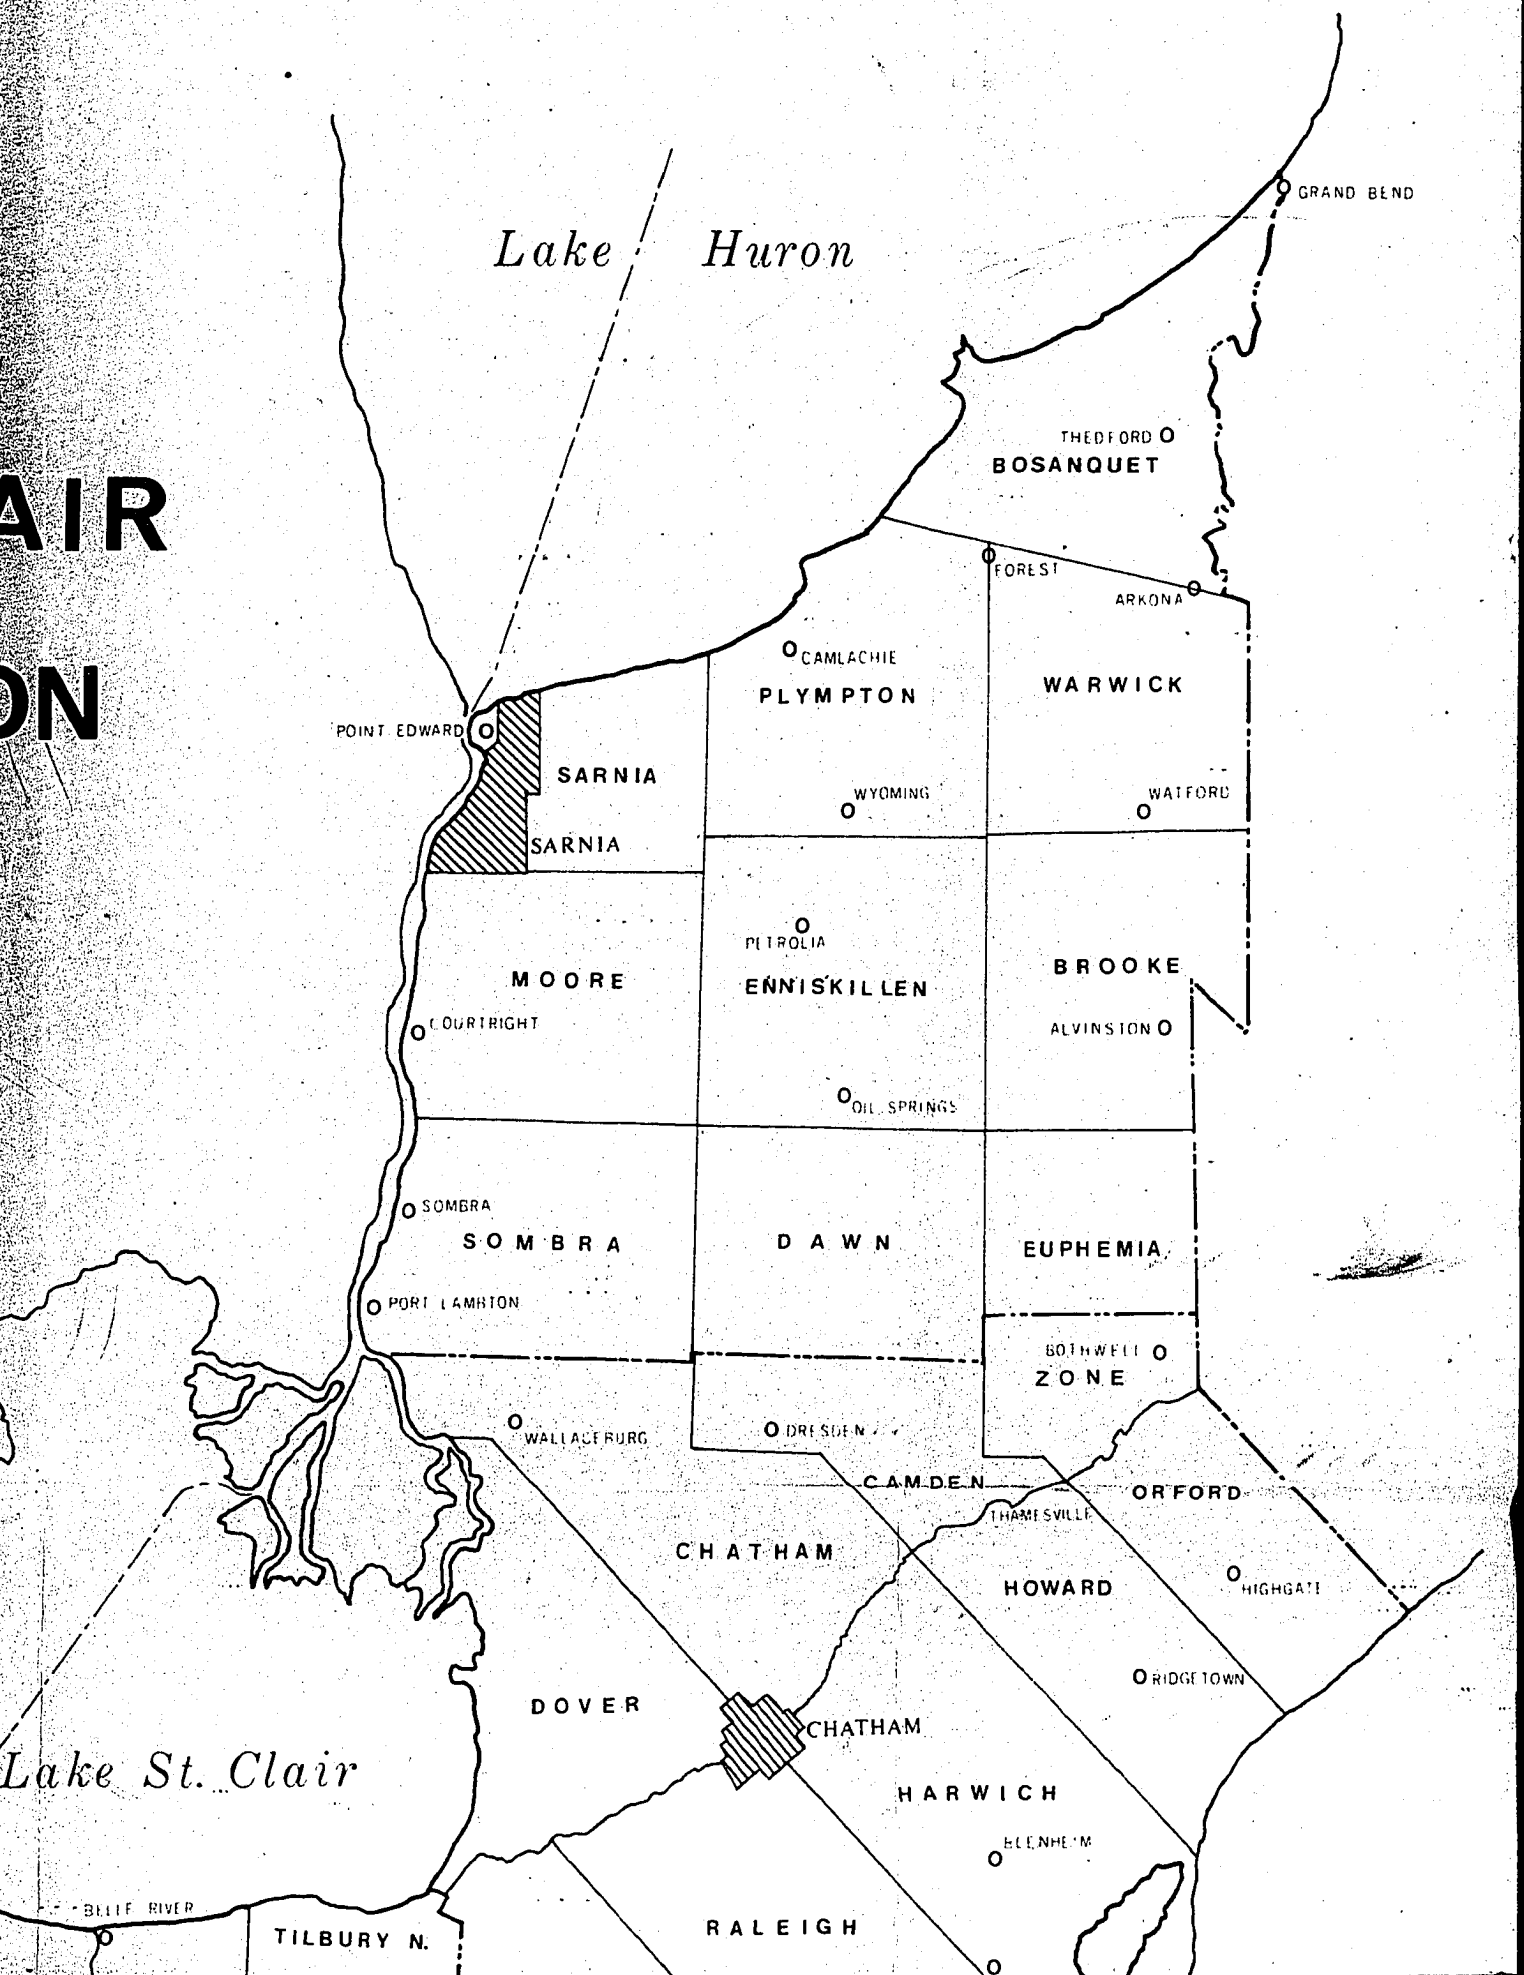 GRAND BEND
Lake Huron
THEDFORD
BOSANQUET
AIR
FOREST
ARKONA
CAMLACHIE
PLYMPTON
WARWICK
ON
POINT EDWARD
SARNIA
WYOMING
WATFORD
SARNIA
PETROLIA
MOORE
ENNISKILLEN
BROOKE
COURTRIGHT
ALVINSTON
OIL SPRINGS
SOMBRA
SOMBRA
DAWN
EUPHEMIA
PORT LAMBTON
BOTHWELL
ZONE
WALLACEBURG
DRESDEN
CAMDEN
ORFORD
THAMESVILLE
CHATHAM
HOWARD
HIGHGATE
RIDGETOWN
DOVER
CHATHAM
Lake St. Clair
HARWICH
BLENHEIM
BELLE RIVER
TILBURY N.
RALEIGH